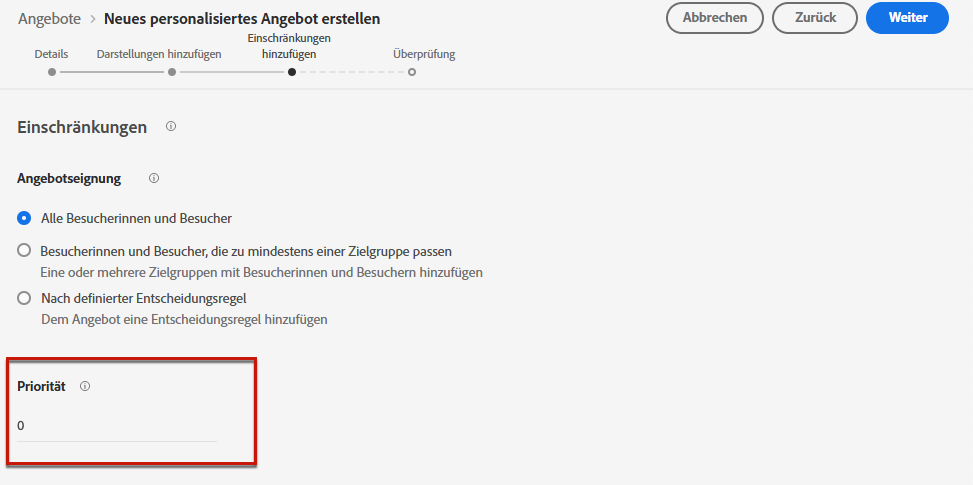 Angebote > Neues personalisiertes Angebot erstellen
Abbrechen
Zurück
Weiter
Details
Darstellungen hinzufügen
Einschränkungen
hinzufügen
Überprüfung
Einschränkungen
Angebotseignung
Alle Besucherinnen und Besucher
Besucherinnen und Besucher, die zu mindestens einer Zielgruppe passen
Eine oder mehrere Zielgruppen mit Besucherinnen und Besuchern hinzufügen
Nach definierter Entscheidungsregel
Dem Angebot eine Entscheidungsregel hinzufügen
Priorität
0